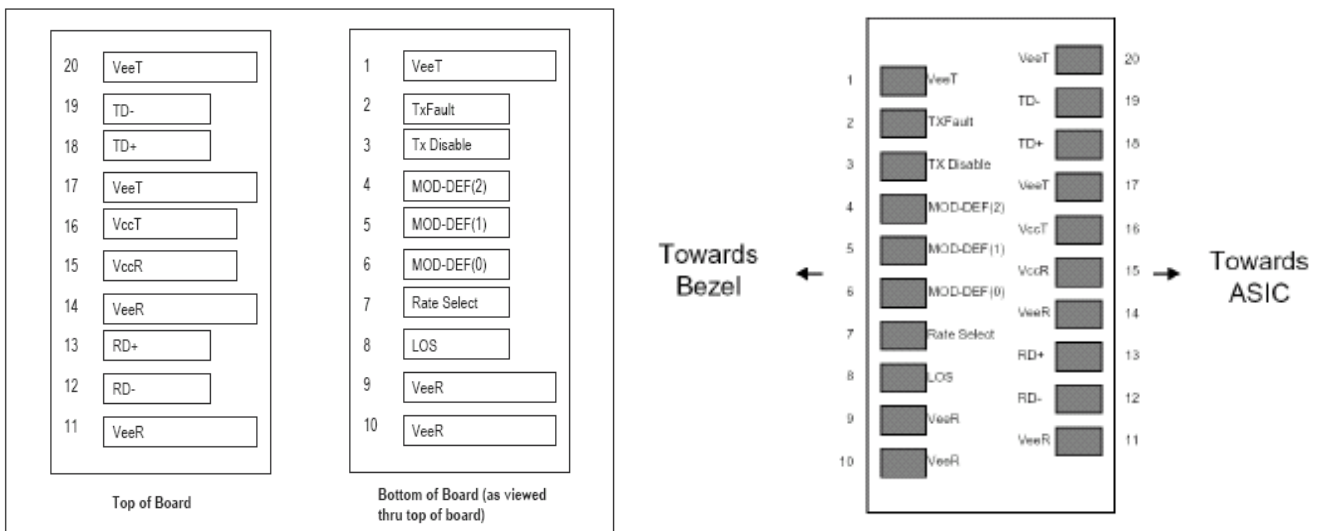 20 VeeT
19 TD-
18 TD+
17 VeeT
16 VccT
15 VccR
14 VeeR
13 RD+
12 RD-
11 VeeR
Top of Board
1 VeeT
2 TxFault
3 Tx Disable
4 MOD-DEF(2)
5 MOD-DEF(1)
6 MOD-DEF(0)
7 Rate Select
8 LOS
9 VeeR
10 VeeR
Bottom of Board (as viewed
thru top of board)
Towards
Bezel
1 VeeT
2 TXFault
3 TX Disable
4 MOD-DEF(2)
5 MOD-DEF(1)
6 MOD-DEF(0)
7 Rate Select
8 LOS
9 VeeR
10 VeeR
VeeT 20
TD- 19
TD+ 18
VeeT 17
VccT 16
VccR 15
VeeR 14
RD+ 13
RD- 12
VeeR 11
Towards
ASIC